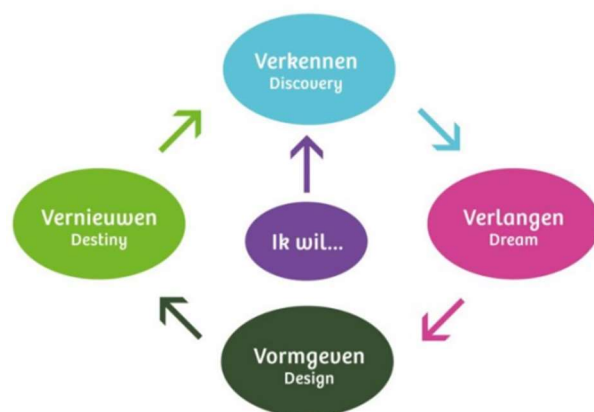 Verkennen
Discovery
Vernieuwen
Destiny
Ik wil...
Verlangen
Dream
Vormgeven
Design